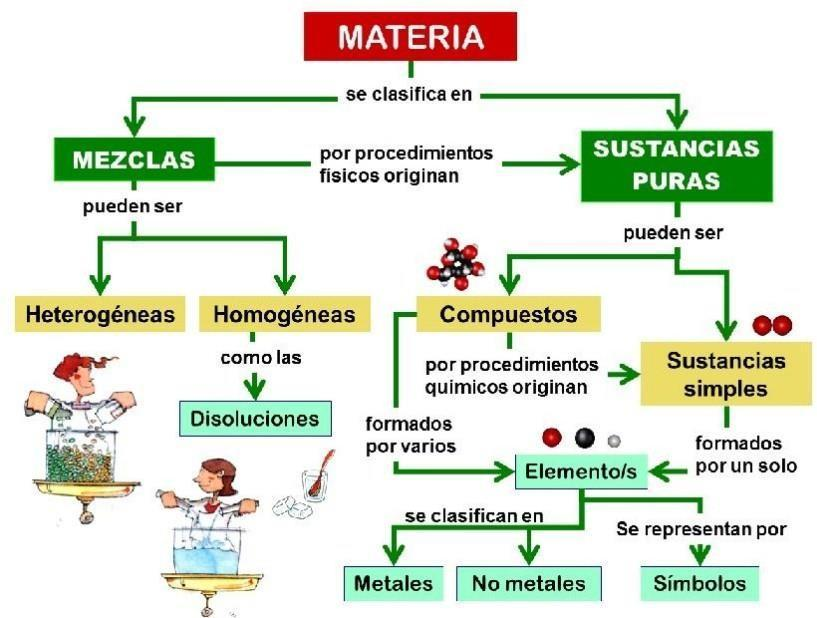 MATERIA
se clasifica en
MEZCLAS
por procedimientos
físicos originan
SUSTANCIAS
PURAS
pueden ser
pueden ser
Heterogéneas
Homogéneas
Compuestos
como las
por procedimientos
quimicos originan
Sustancias
simples
Disoluciones
formados
por varios
formados
por un solo
Elemento/s
se clasifican en
Se representan por
Metales
No metales
Símbolos